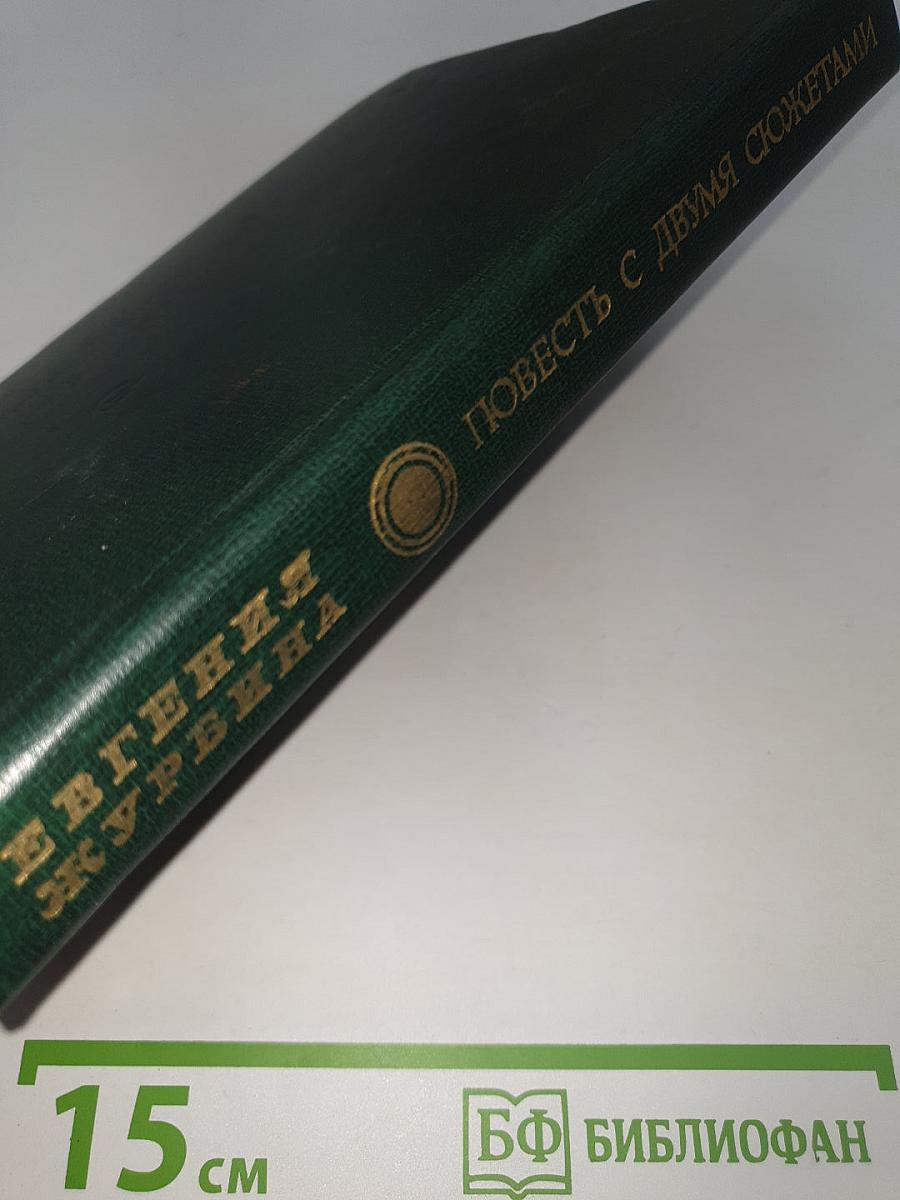 ЕВГЕНИЯ
ЖУРБИНА
ПОВЕСТЬ С ДВУМЯ СЮЖЕТАМИ
15 см
БФ БИБЛИОФАН